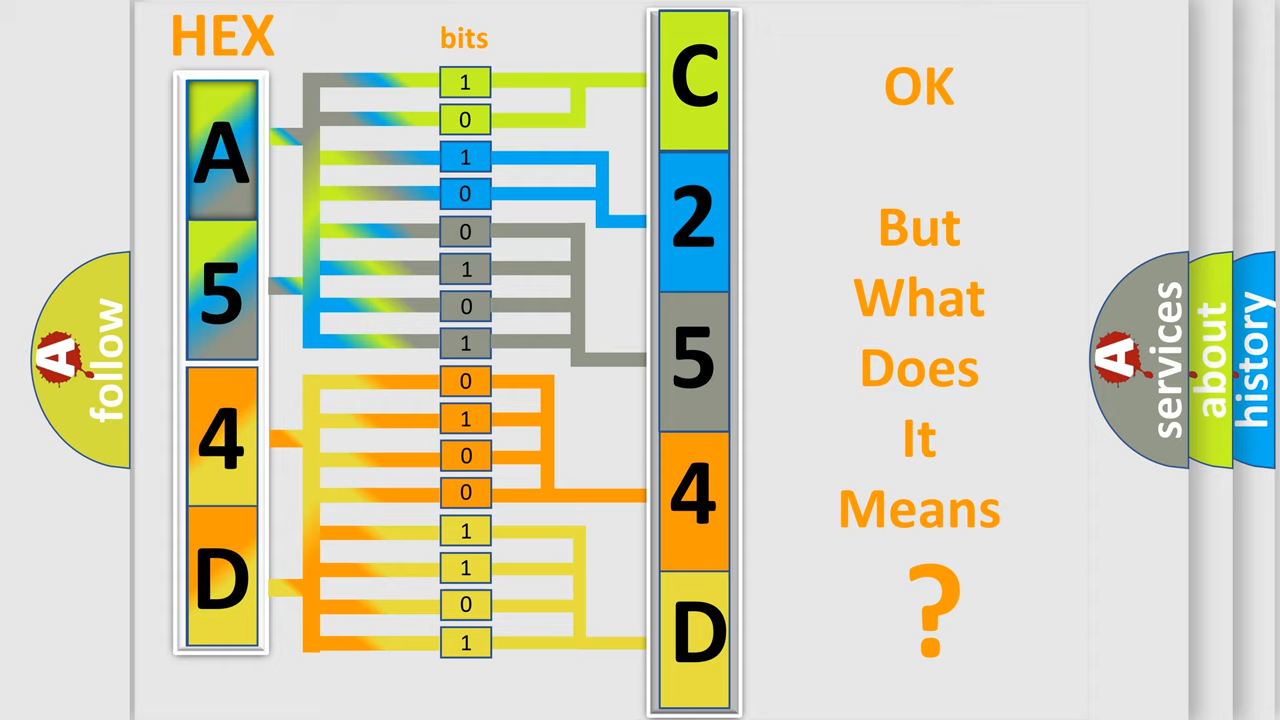 HEX
bits
A
5
4
D
1
0
1
0
0
1
0
1
0
1
0
0
1
1
0
1
C
2
5
4
D
OK
But
What
Does
It
Means
?
A
follow
A
services
about
history